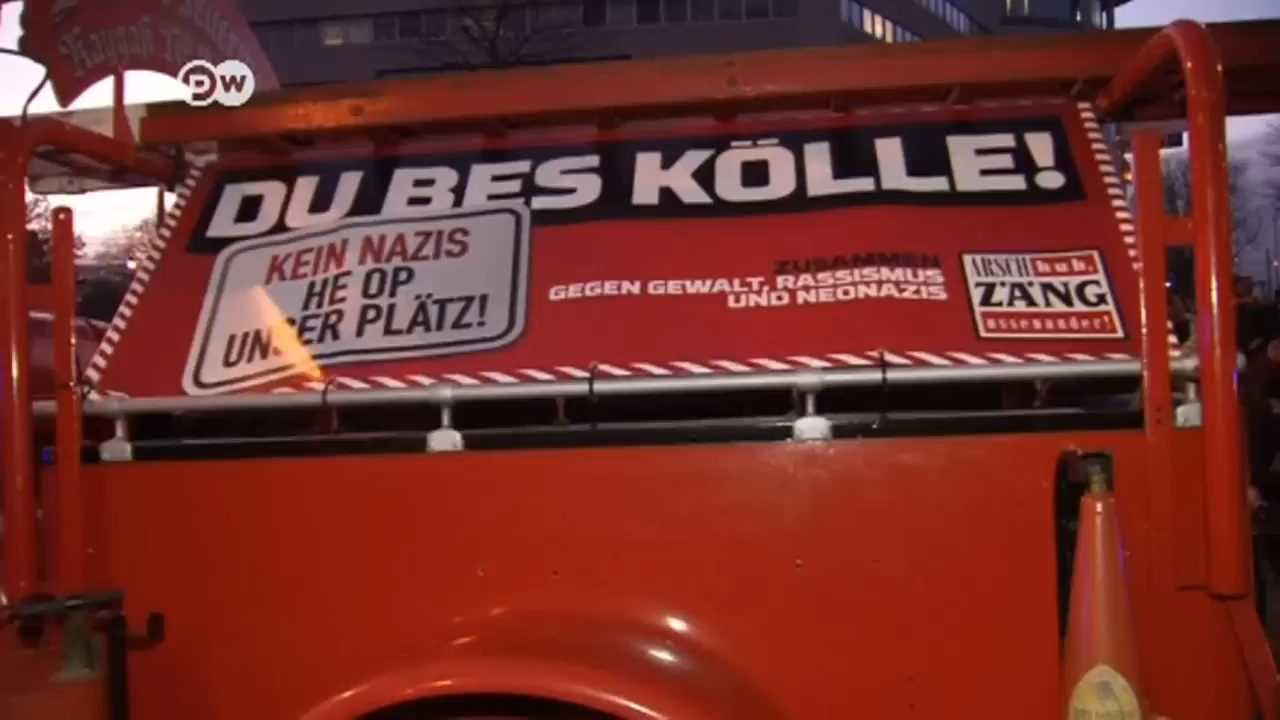 DW
DU BES KÖLLE!
KEIN NAZIS
HE OP
UNSER PLÄTZ!
ZUSAMMEN
GEGEN GEWALT, RASSISMUS
UND NEONAZIS
ARSCH huh,
ZÄNG
ussenander!